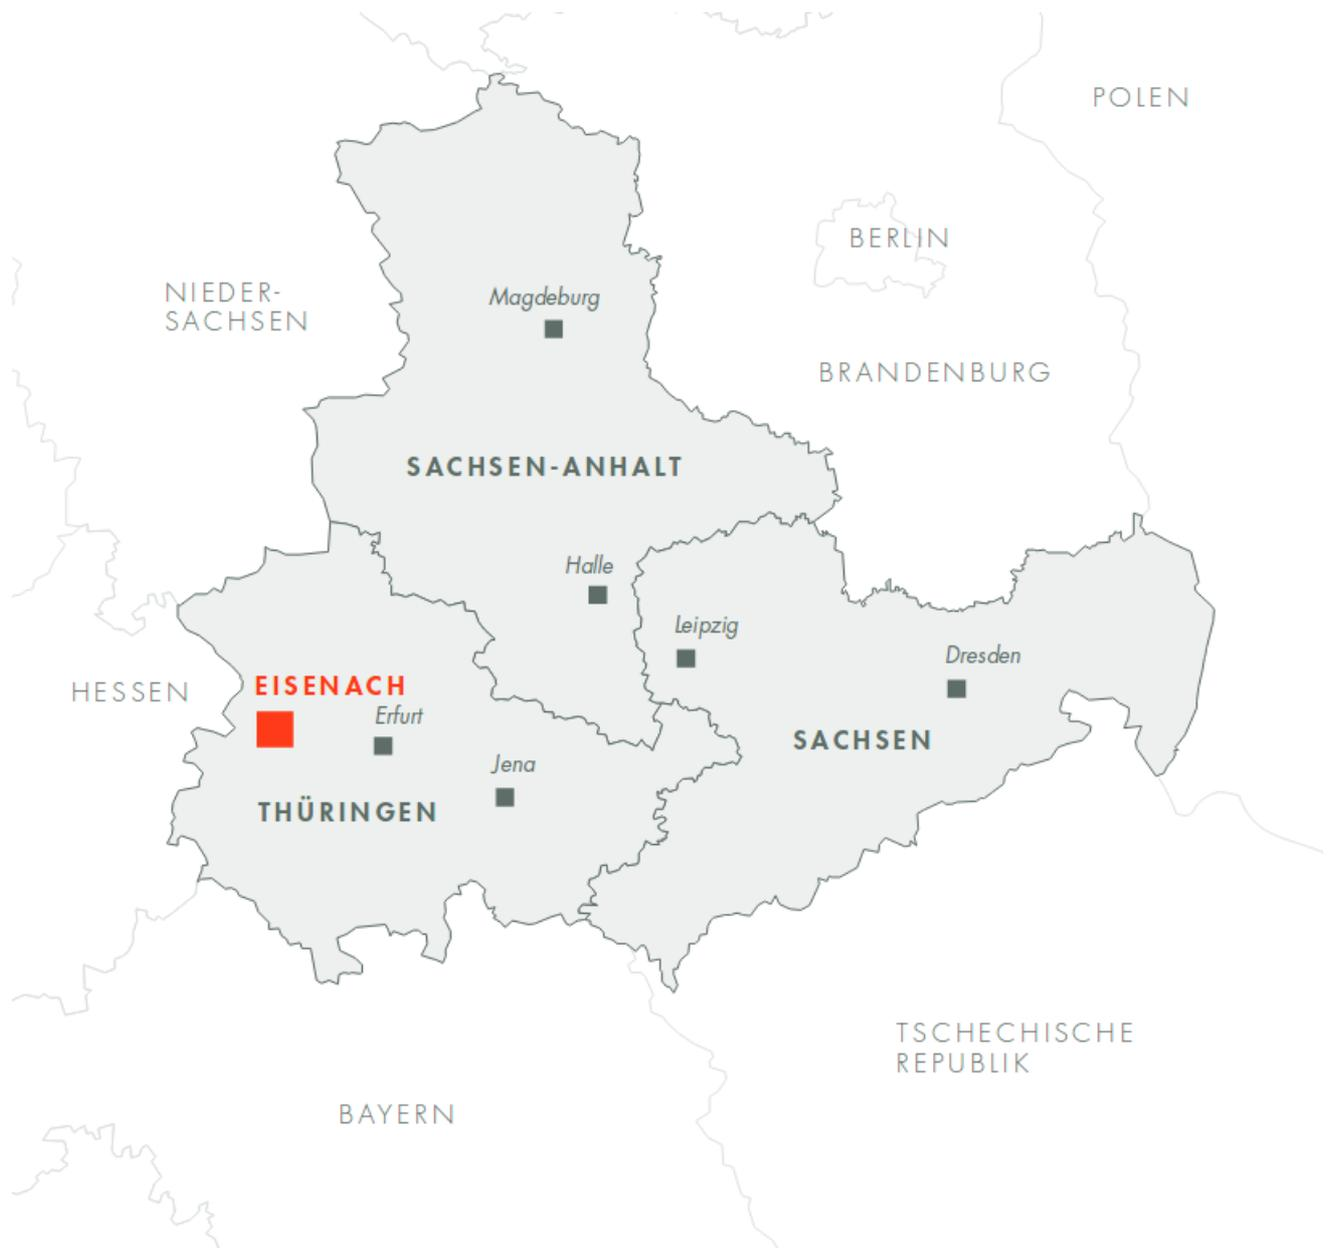 POLEN
BERLIN
NIEDER-
SACHSEN
Magdeburg
BRANDENBURG
SACHSEN-ANHALT
Halle
Leipzig
Dresden
HESSEN
EISENACH
Erfurt
SACHSEN
Jena
THÜRINGEN
TSCHECHISCHE
REPUBLIK
BAYERN